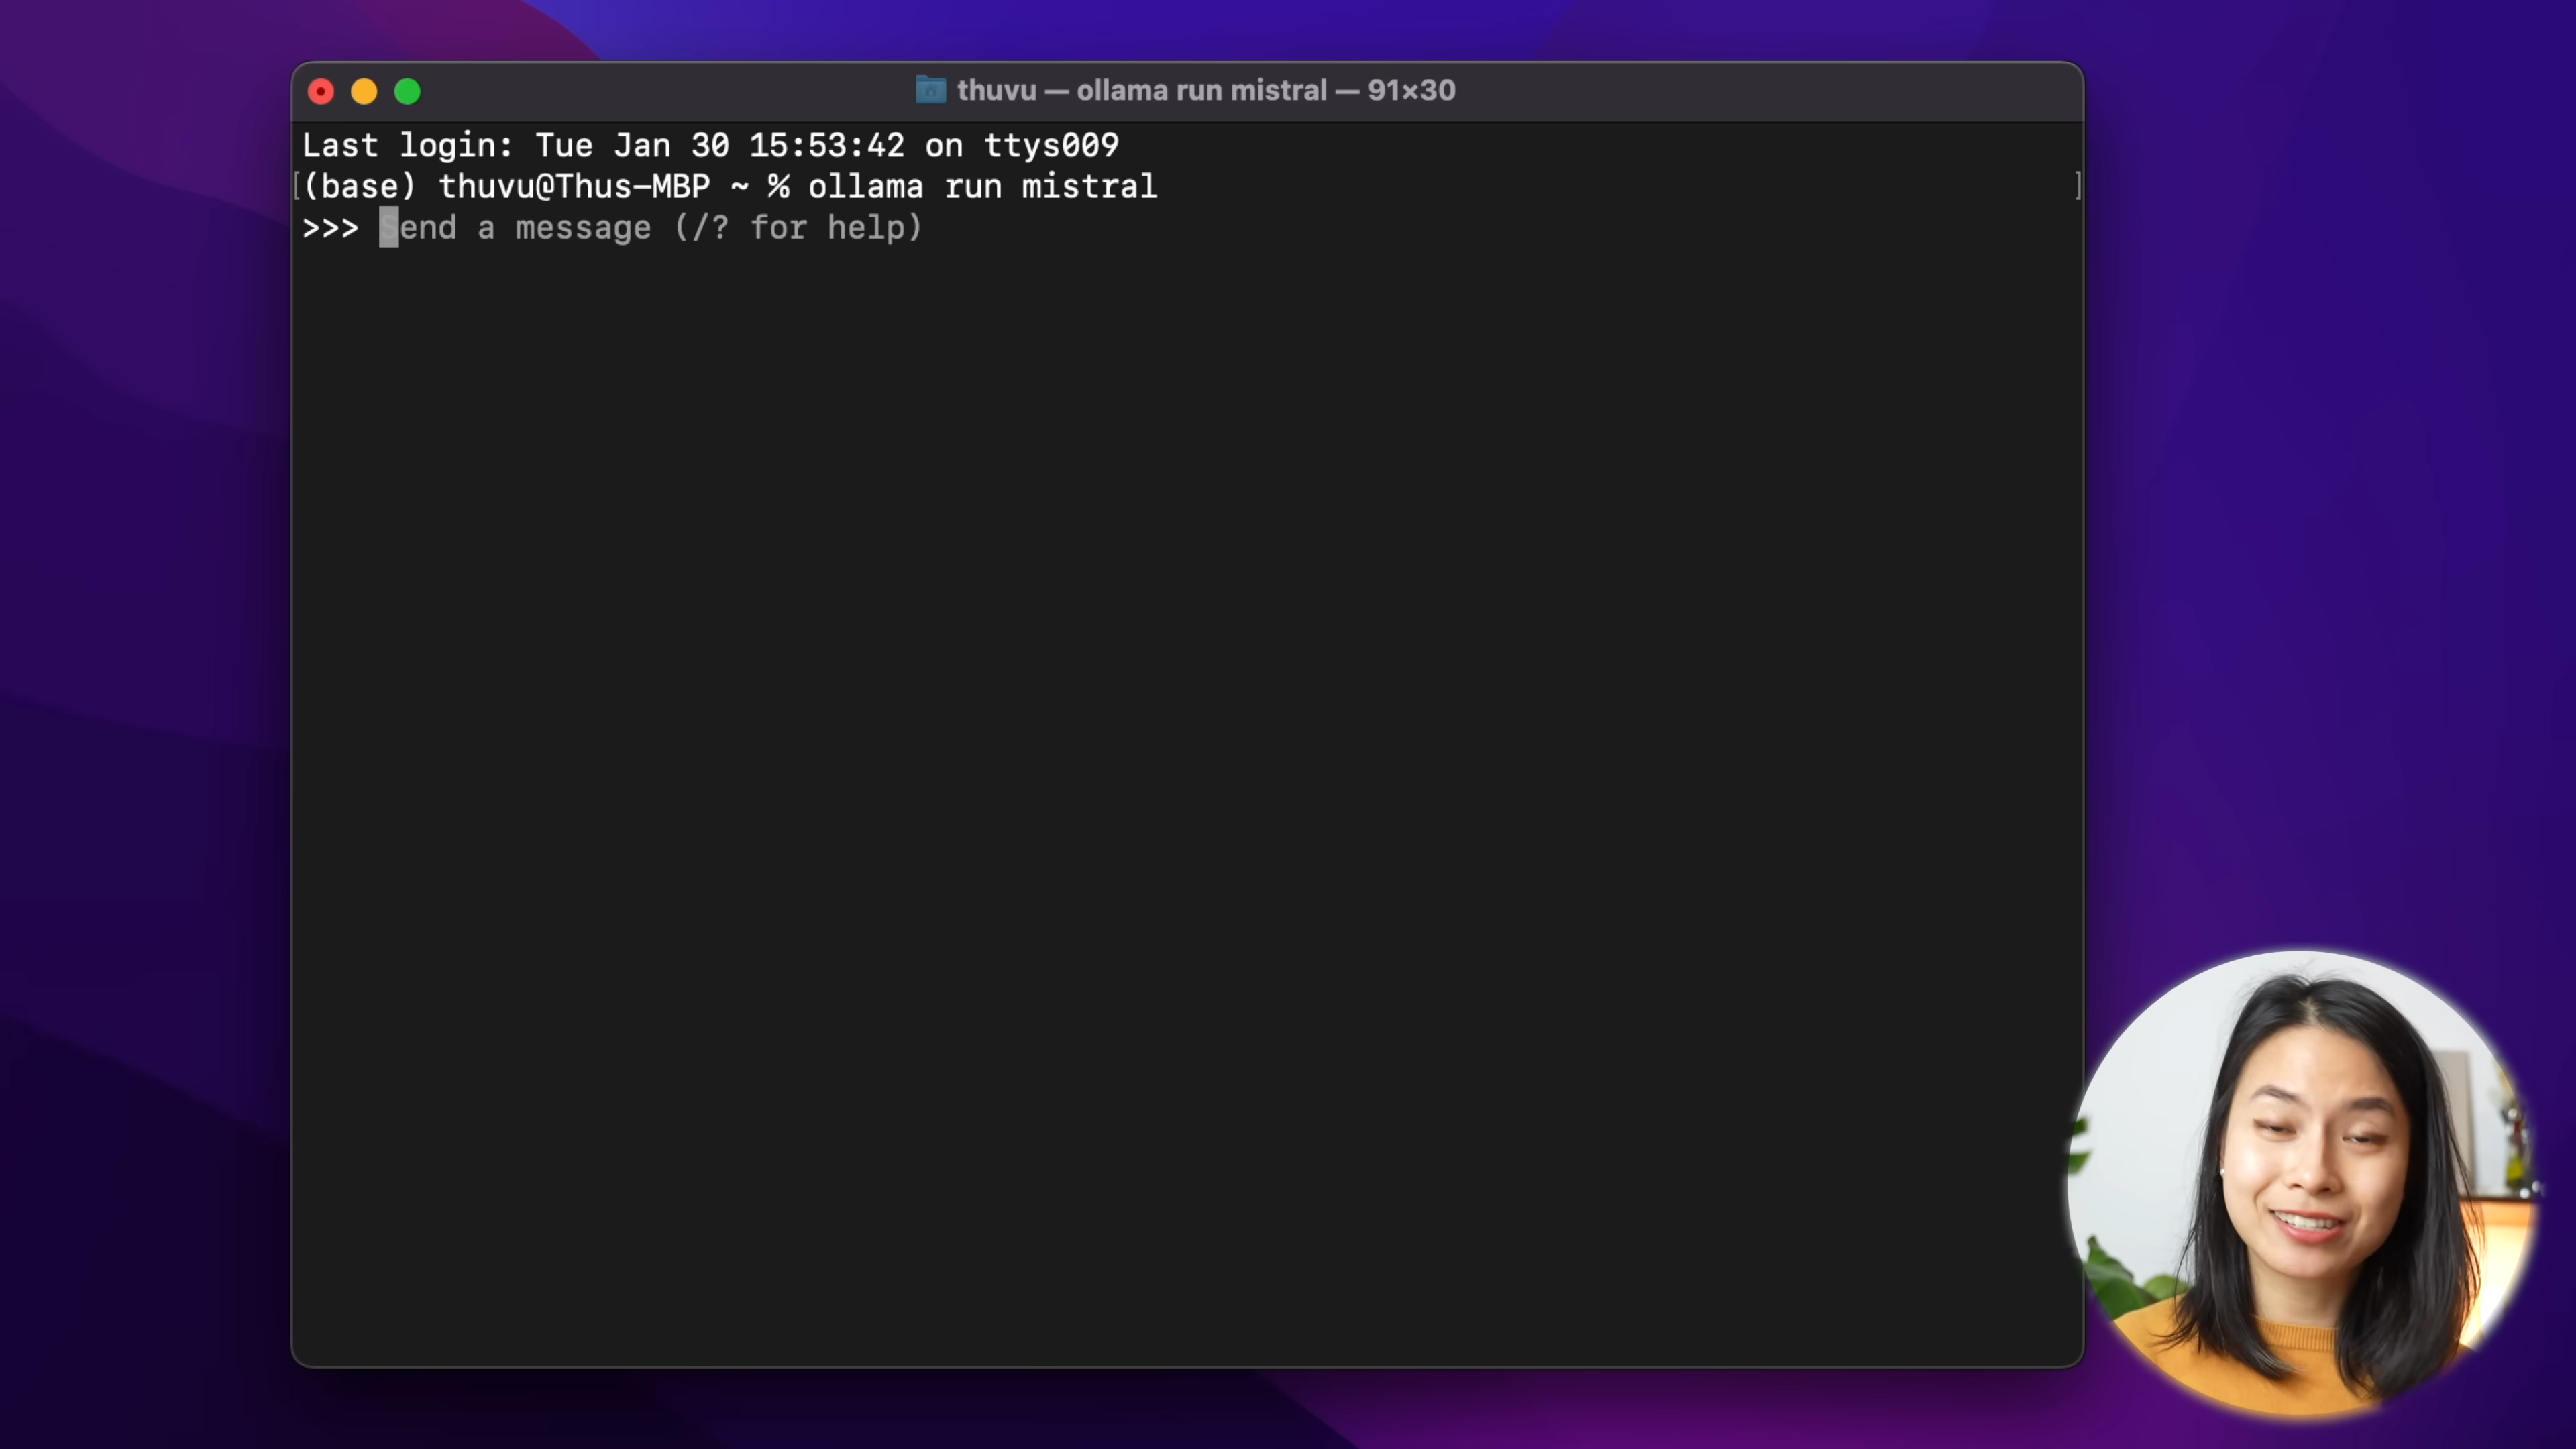 thuvu — ollama run mistral — 91×30
Last login: Tue Jan 30 15:53:42 on ttys009
[(base) thuvu@Thus-MBP ~ % ollama run mistral ]
>>> Send a message (/? for help)